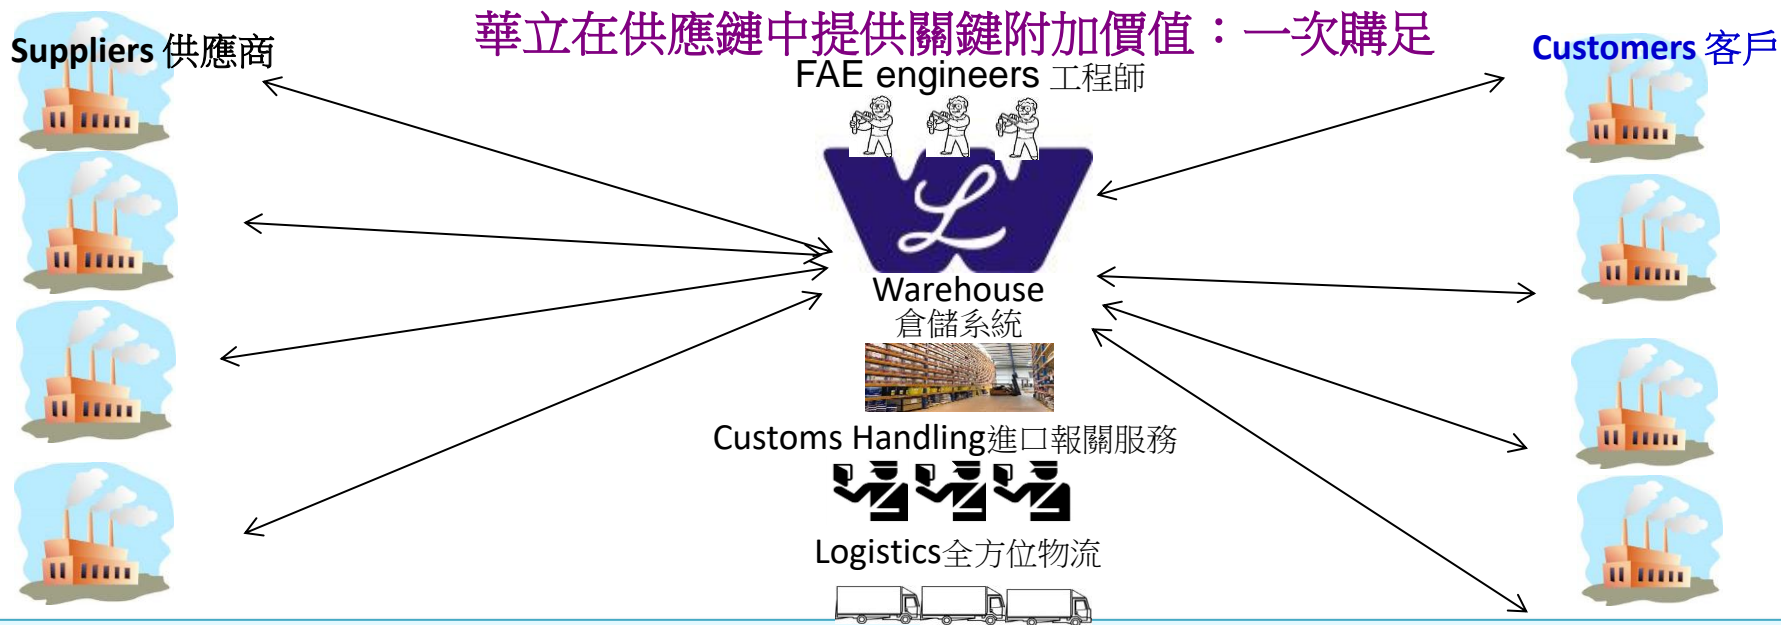 華立在供應鏈中提供關鍵附加價值：一次購足
Suppliers 供應商
Customers 客戶
FAE engineers 工程師
L
Warehouse
倉儲系統
Customs Handling進口報關服務
Logistics全方位物流